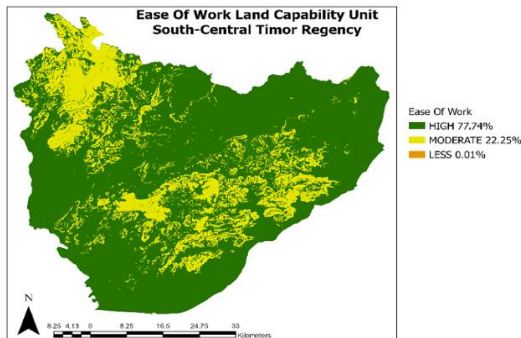 Ease Of Work Land Capability Unit
South-Central Timor Regency
Ease Of Work
HIGH 77.74%
MODERATE 22.25%
LESS 0.01%
N
8.25 4.13 0 8.25 16.5 24.75 33
Kilometers